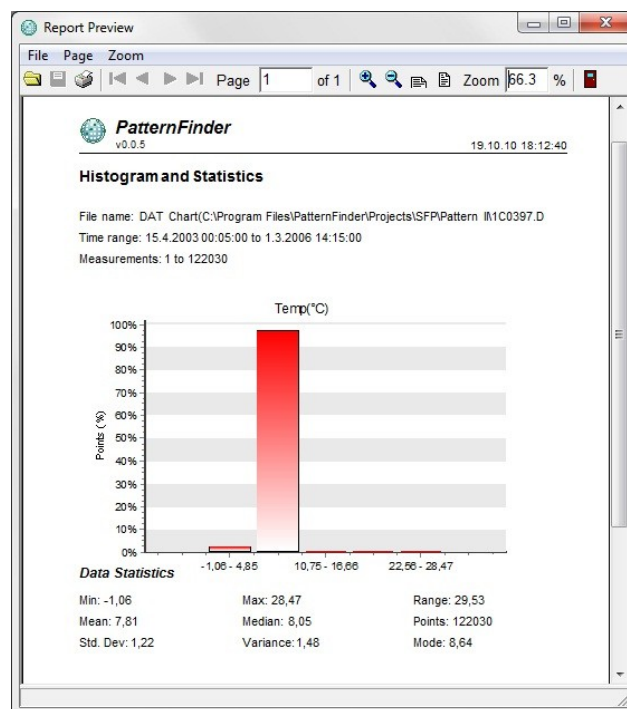 Report Preview
File Page Zoom
Page 1 of 1 Zoom 66.3 %
PatternFinder
v0.0.5 19.10.10 18:12:40
Histogram and Statistics
File name: DAT Chart(C:\Program Files\PatternFinder\Projects\SFP\Pattern II\1C0397.D
Time range: 15.4.2003 00:05:00 to 1.3.2006 14:15:00
Measurements: 1 to 122030
Temp(°C)
100%
90%
80%
70%
60%
50%
40%
30%
20%
10%
0%
Points (%)
-1,06 - 4,85 10,75 - 16,66 22,56 - 28,47
Data Statistics
Min: -1,06 Max: 28,47 Range: 29,53
Mean: 7,81 Median: 8,05 Points: 122030
Std. Dev: 1,22 Variance: 1,48 Mode: 8,64